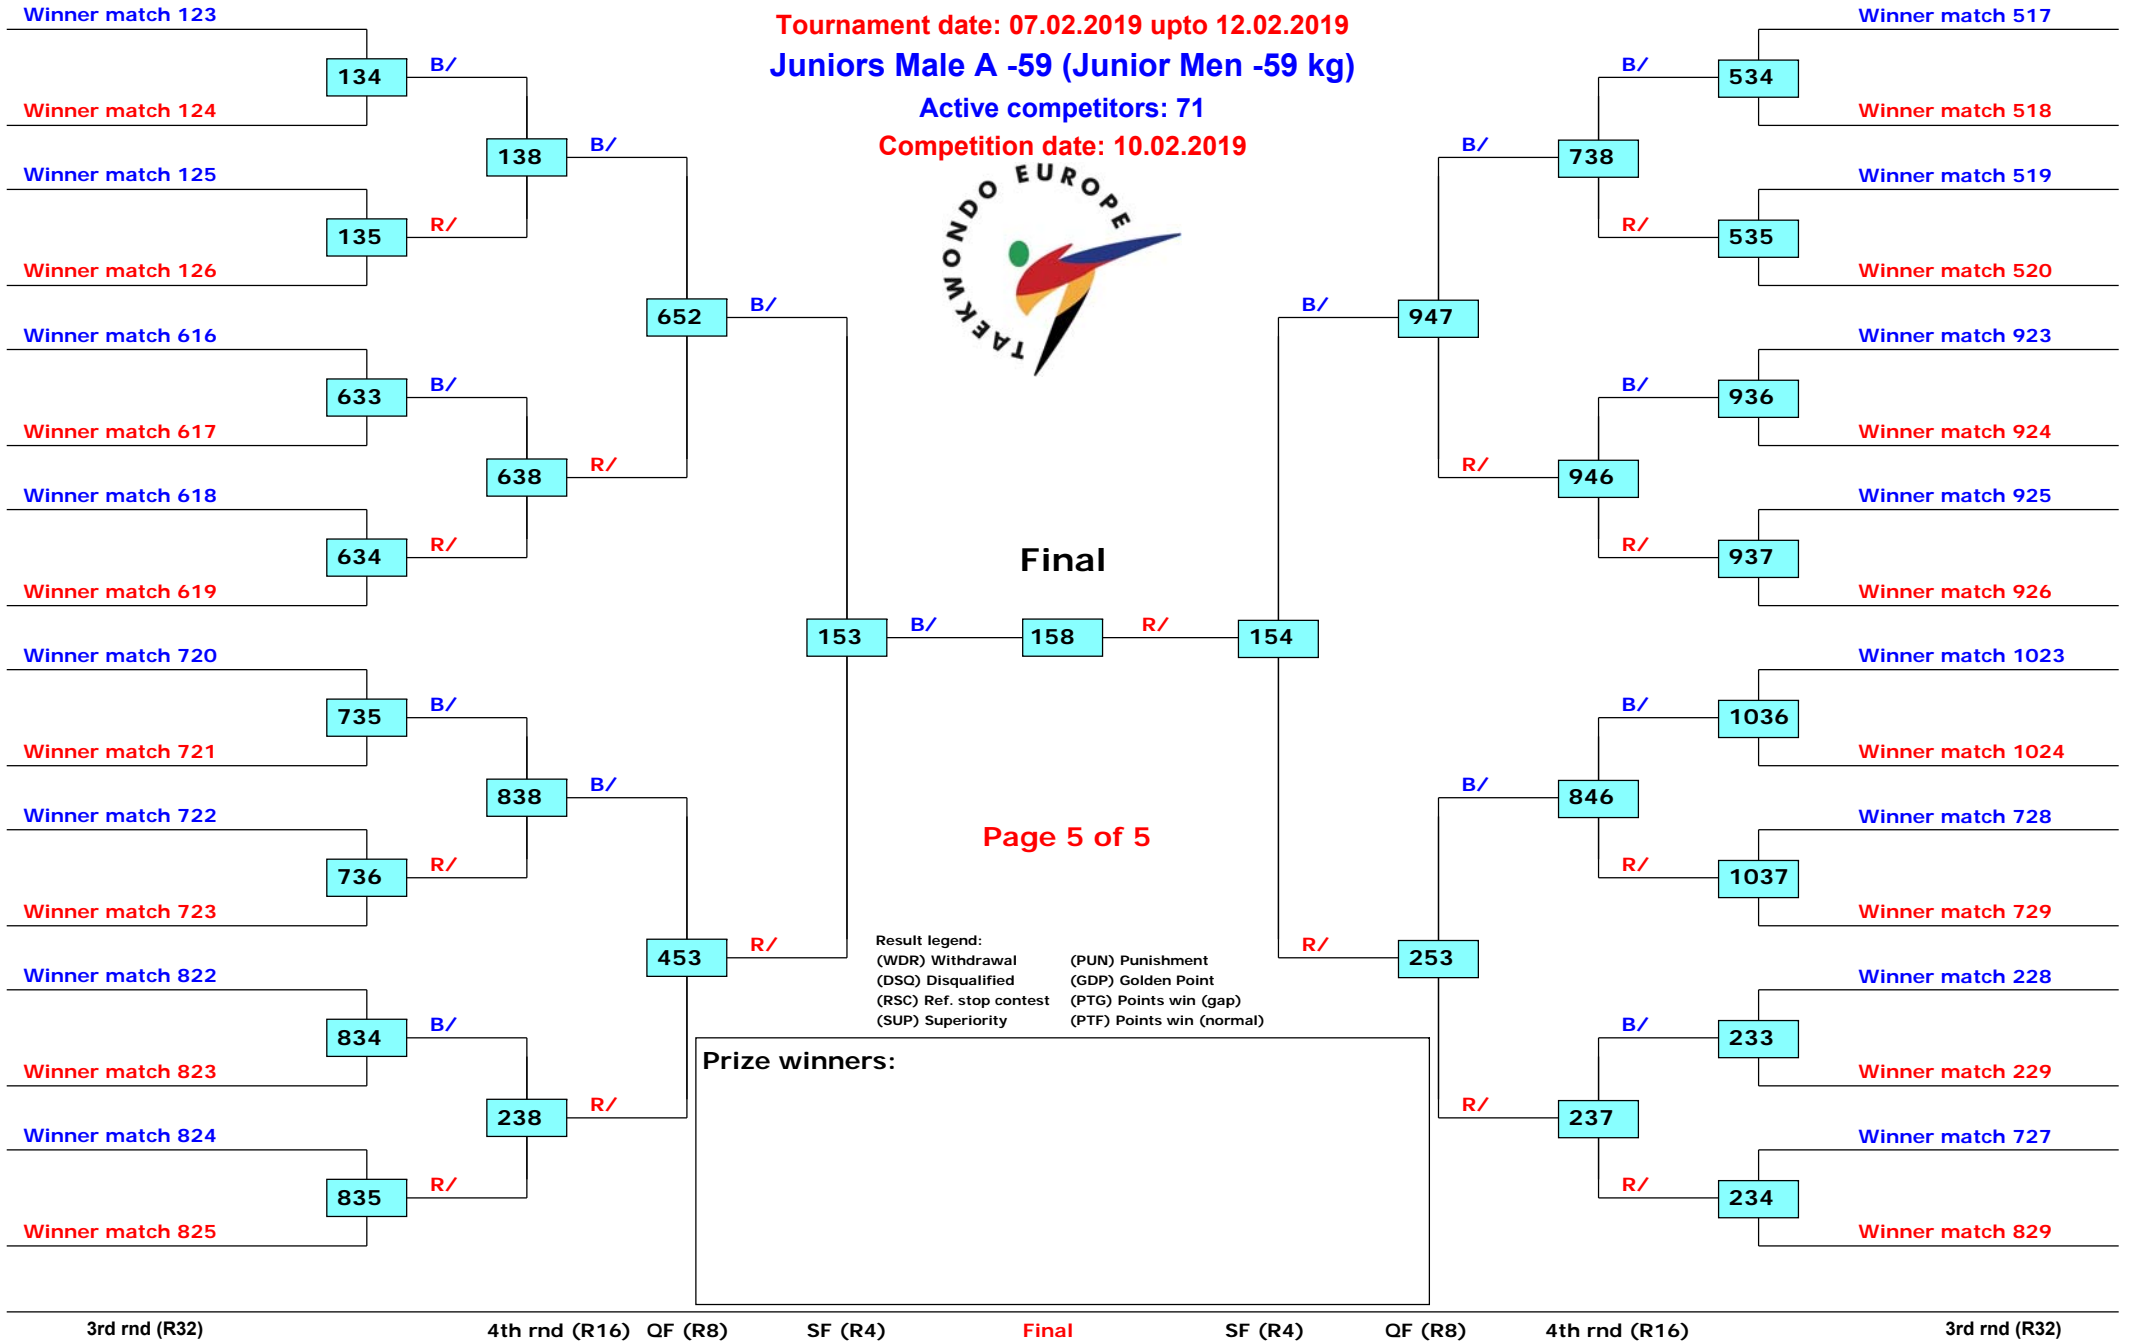 Tournament date: 07.02.2019 upto 12.02.2019
Juniors Male A -59 (Junior Men -59 kg)
Active competitors: 71
Competition date: 10.02.2019
TAEKWONDO EUROPE
Winner match 123
134
B/
Winner match 124
138
B/
Winner match 125
135
R/
Winner match 126
652
B/
Winner match 616
633
B/
Winner match 617
638
R/
Winner match 618
634
R/
Winner match 619
153
B/
Winner match 720
735
B/
Winner match 721
838
B/
Winner match 722
736
R/
Winner match 723
453
R/
Winner match 822
834
B/
Winner match 823
238
R/
Winner match 824
835
R/
Winner match 825
Final
158
R/
154
Winner match 517
B/
534
Winner match 518
B/
738
Winner match 519
R/
535
Winner match 520
B/
947
Winner match 923
B/
936
Winner match 924
R/
946
Winner match 925
R/
937
Winner match 926
Winner match 1023
B/
1036
Winner match 1024
B/
846
Winner match 728
R/
1037
Winner match 729
R/
253
Winner match 228
B/
233
Winner match 229
R/
237
Winner match 727
R/
234
Winner match 829
Page 5 of 5
Result legend:
(WDR) Withdrawal (PUN) Punishment
(DSQ) Disqualified (GDP) Golden Point
(RSC) Ref. stop contest (PTG) Points win (gap)
(SUP) Superiority (PTF) Points win (normal)
Prize winners:
3rd rnd (R32) 4th rnd (R16) QF (R8) SF (R4) Final SF (R4) QF (R8) 4th rnd (R16) 3rd rnd (R32)